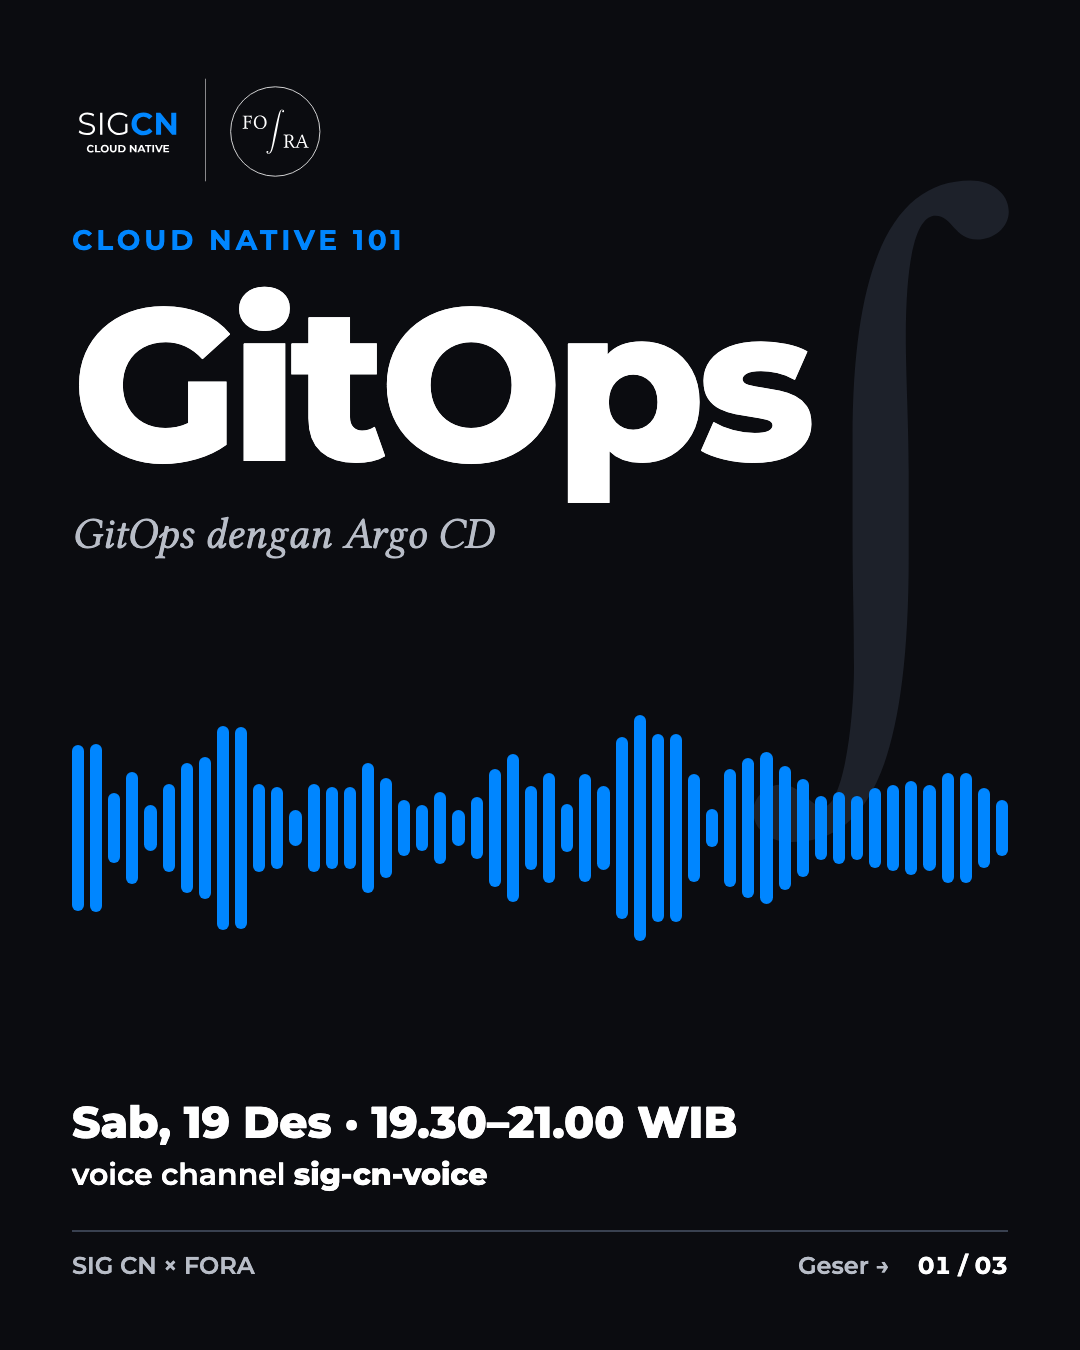 SIGCN
CLOUD NATIVE
FO∫RA
CLOUD NATIVE 101
GitOps
GitOps dengan Argo CD
Sab, 19 Des · 19.30–21.00 WIB
voice channel sig-cn-voice
SIG CN × FORA
Geser → 01 / 03